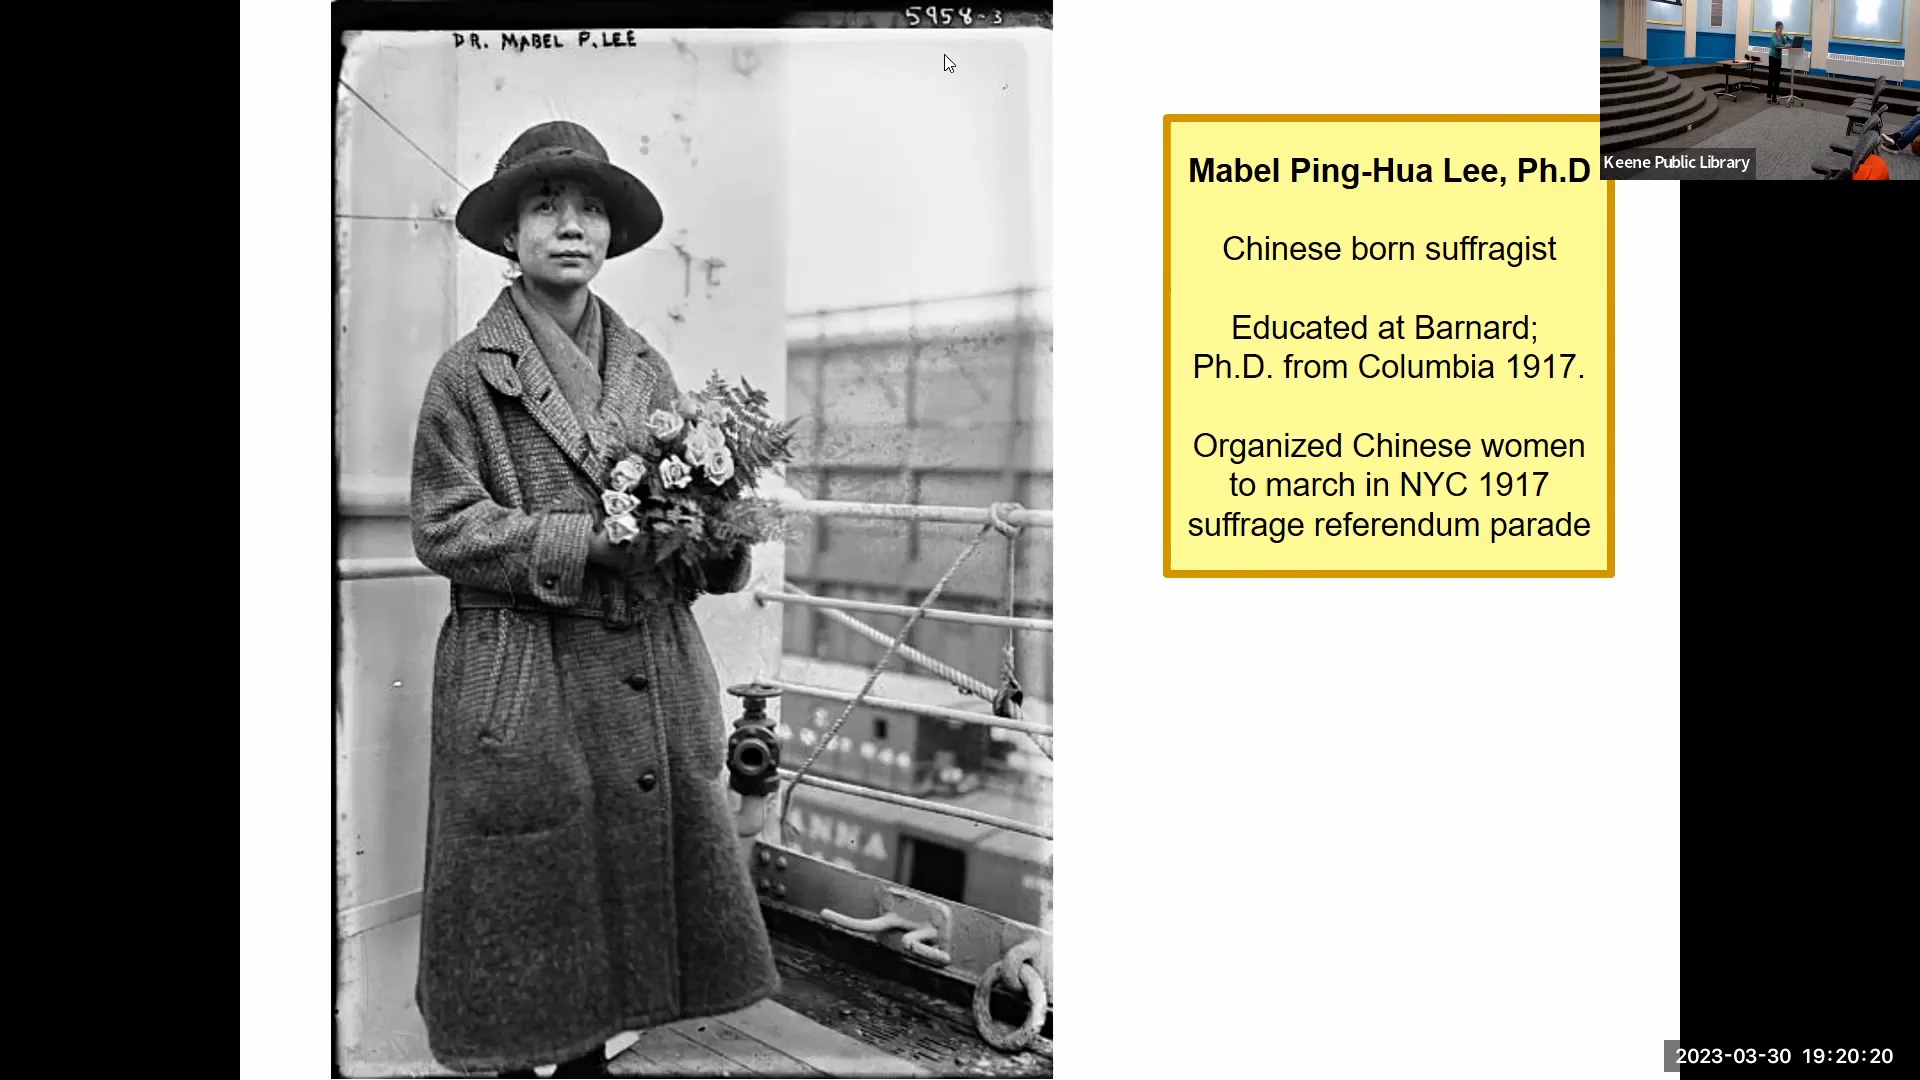 5958-3
DR. MABEL P. LEE
Mabel Ping-Hua Lee, Ph.D
Chinese born suffragist
Educated at Barnard;
Ph.D. from Columbia 1917.
Organized Chinese women
to march in NYC 1917
suffrage referendum parade
Keene Public Library
2023-03-30 19:20:20